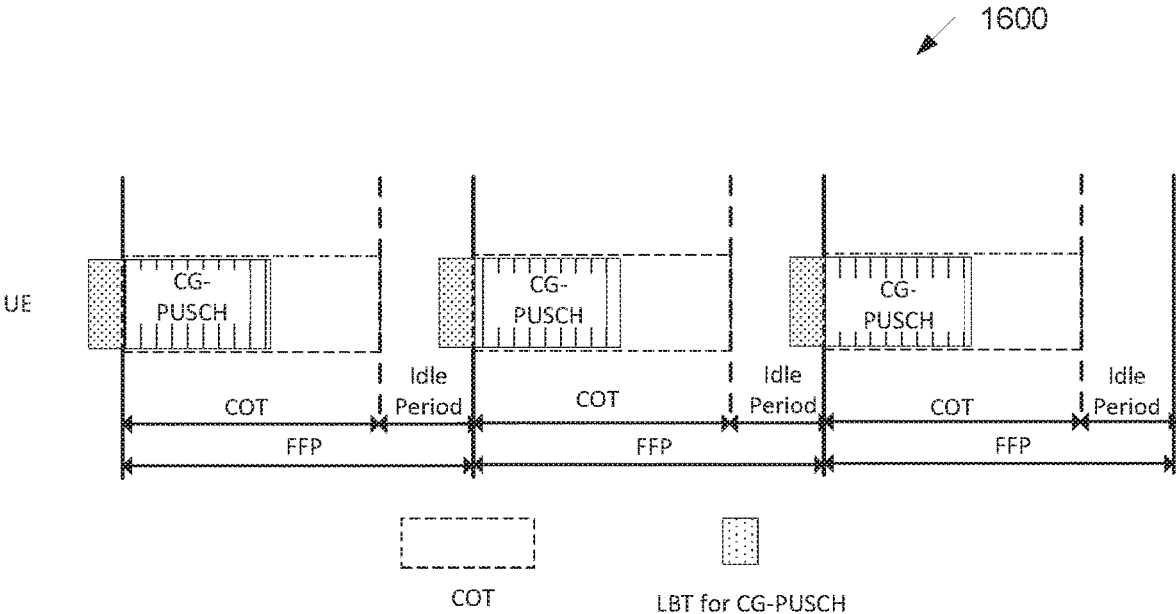 1600
UE
CG-
PUSCH
CG-
PUSCH
CG-
PUSCH
COT
Idle
Period
COT
Idle
Period
COT
Idle
Period
FFP
FFP
FFP
COT
LBT for CG-PUSCH